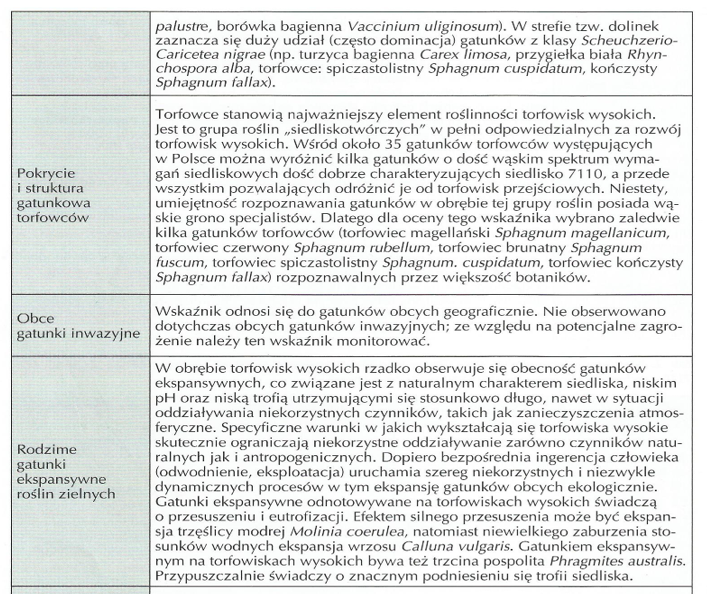 palustre, borówka bagienna Vaccinium uliginosum). W strefie tzw. dolinek
zaznacza się duży udział (często dominacja) gatunków z klasy Scheuchzerio-
Caricetea nigrae (np. turzyca bagienna Carex limosa, przygiełka biała Rhyn-
chospora alba, torfowce: spiczastolistny Sphagnum cuspidatum, kończysty
Sphagnum fallax).
Pokrycie
i struktura
gatunkowa
torfowców
Torfowce stanowią najważniejszy element roślinności torfowisk wysokich.
Jest to grupa roślin „siedliskotwórczych” w pełni odpowiedzialnych za rozwój
torfowisk wysokich. Wśród około 35 gatunków torfowców występujących
w Polsce można wyróżnić kilka gatunków o dość wąskim spektrum wyma-
gań siedliskowych dość dobrze charakteryzujących siedlisko 7110, a przede
wszystkim pozwalających odróżnić je od torfowisk przejściowych. Niestety,
umiejętność rozpoznawania gatunków w obrębie tej grupy roślin posiada wą-
skie grono specjalistów. Dlatego dla oceny tego wskaźnika wybrano zaledwie
kilka gatunków torfowców (torfowiec magellański Sphagnum magellanicum,
torfowiec czerwony Sphagnum rubellum, torfowiec brunatny Sphagnum
fuscum, torfowiec spiczastolistny Sphagnum. cuspidatum, torfowiec kończysty
Sphagnum fallax) rozpoznawalnych przez większość botaników.
Obce
gatunki inwazyjne
Wskaźnik odnosi się do gatunków obcych geograficznie. Nie obserwowano
dotychczas obcych gatunków inwazyjnych; ze względu na potencjalne zagro-
żenie należy ten wskaźnik monitorować.
Rodzime
gatunki
ekspansywne
roślin zielnych
W obrębie torfowisk wysokich rzadko obserwuje się obecność gatunków
ekspansywnych, co związane jest z naturalnym charakterem siedliska, niskim
pH oraz niską trofią utrzymującymi się stosunkowo długo, nawet w sytuacji
oddziaływania niekorzystnych czynników, takich jak zanieczyszczenia atmos-
feryczne. Specyficzne warunki w jakich wykształcają się torfowiska wysokie
skutecznie ograniczają niekorzystne oddziaływanie zarówno czynników natu-
ralnych jak i antropogenicznych. Dopiero bezpośrednia ingerencja człowieka
(odwodnienie, eksploatacja) uruchamia szereg niekorzystnych i niezwykle
dynamicznych procesów w tym ekspansję gatunków obcych ekologicznie.
Gatunki ekspansywne odnotowywane na torfowiskach wysokich świadczą
o przesuszeniu i eutrofizacji. Efektem silnego przesuszenia może być ekspan-
sja trzęślicy modrej Molinia coerulea, natomiast niewielkiego zaburzenia sto-
sunków wodnych ekspansja wrzosu Calluna vulgaris. Gatunkiem ekspansyw-
nym na torfowiskach wysokich bywa też trzcina pospolita Phragmites australis.
Przypuszczalnie świadczy o znacznym podniesieniu się trofii siedliska.